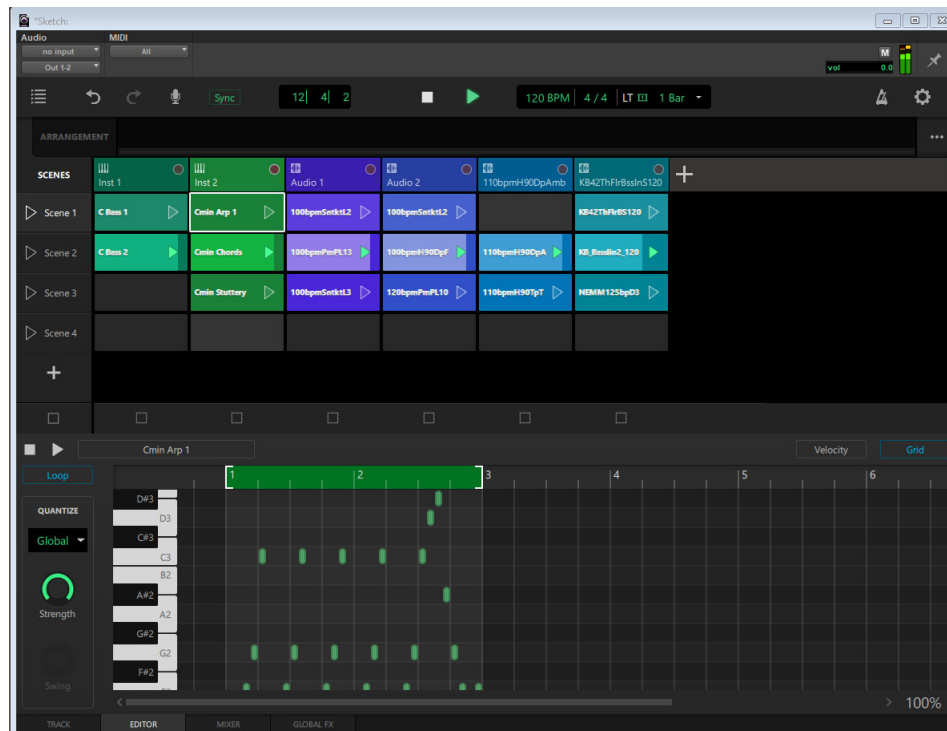 *Sketch:
Audio MIDI
no input All M
Out 1-2 vol 0.0
Sync 12| 4| 2 120 BPM 4 / 4 LT 1 Bar
ARRANGEMENT
SCENES Inst 1 Inst 2 Audio 1 Audio 2 110bpmH90DpAmb KB42ThFlrBssInS120
Scene 1 C Bass 1 Cmin Arp 1 100bpmSntktL2 100bpmSntktL2 KB42ThFlrBS120
Scene 2 C Bass 2 Cmin Chords 100bpmPmPL13 100bpmH90DpF 110bpmH90DpA KB_Basslin2_120
Scene 3 Cmin Stuttery 100bpmSntktL3 120bpmPmPL10 110bpmH90TpT NEMM125bpD3
Scene 4
Cmin Arp 1 Velocity Grid
Loop 1 2 3 4 5 6
QUANTIZE
Global
Strength
Swing
D#3
D3
C#3
C3
B2
A#2
A2
G#2
G2
F#2
100%
TRACK EDITOR MIXER GLOBAL FX